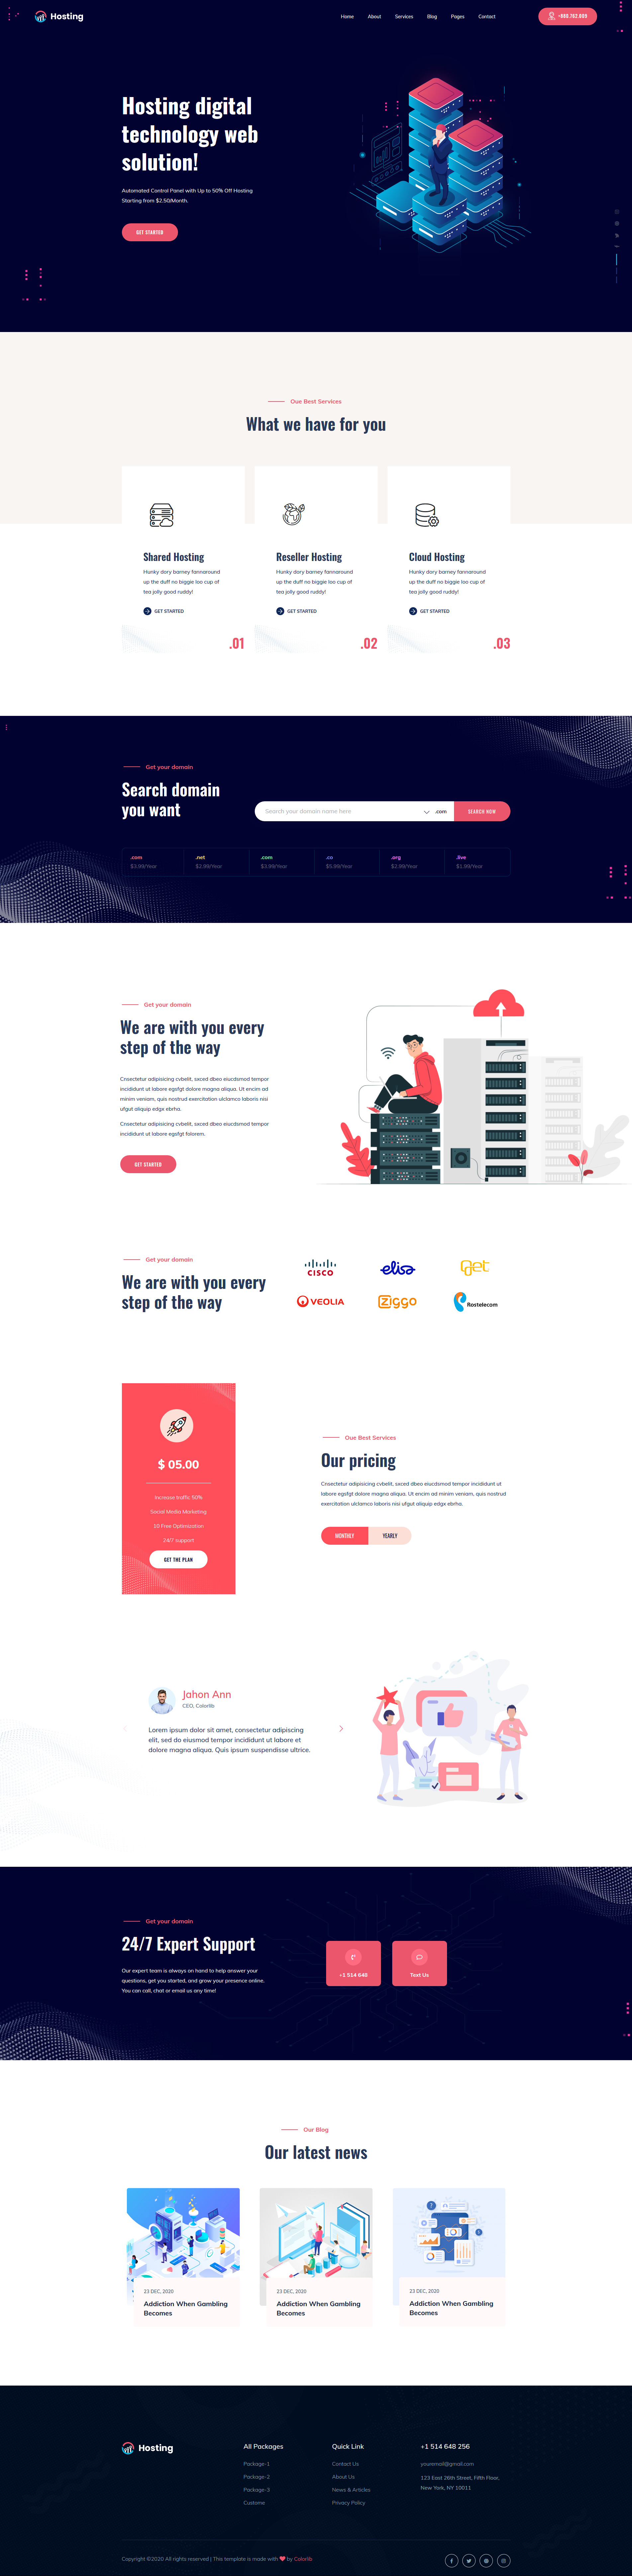 Hosting
Home About Services Blog Pages Contact
+880.762.009
Hosting digital
technology web
solution!
Automated Control Panel with Up to 50% Off Hosting
Starting from $2.50/Month.
GET STARTED
Oue Best Services
What we have for you
Shared Hosting
Hunky dory barney fannaround
up the duff no biggie loo cup of
tea jolly good ruddy!
GET STARTED
.01
Reseller Hosting
Hunky dory barney fannaround
up the duff no biggie loo cup of
tea jolly good ruddy!
GET STARTED
.02
Cloud Hosting
Hunky dory barney fannaround
up the duff no biggie loo cup of
tea jolly good ruddy!
GET STARTED
.03
Get your domain
Search domain
you want
Search your domain name here
.com
SEARCH NOW
.com .net .com .co .org .live
$3.99/Year $2.99/Year $3.99/Year $5.99/Year $2.99/Year $1.99/Year
Get your domain
We are with you every
step of the way
Cnsectetur adipisicing cvbelit, sxced dbeo eiucdsmod tempor
incididunt ut labore egsfgt dolore magna aliqua. Ut encim ad
minim veniam, quis nostrud exercitation ulclamco laboris nisi
ufgut aliquip edge ebrha.
Cnsectetur adipisicing cvbelit, sxced dbeo eiucdsmod tempor
incididunt ut labore egsfgt folorem.
GET STARTED
Get your domain
We are with you every
step of the way
CISCO
elisa
Oget
VEOLIA
ZIGGO
Rostelecom
$ 05.00
Increase traffic 50%
Social Media Marketing
10 Free Optimization
24/7 support
GET THE PLAN
Oue Best Services
Our pricing
Cnsectetur adipisicing cvbelit, sxced dbeo eiucdsmod tempor incididunt ut
labore egsfgt dolore magna aliqua. Ut encim ad minim veniam, quis nostrud
exercitation ulclamco laboris nisi ufgut aliquip edge ebrha.
MONTHLY YEARLY
Jahon Ann
CEO, Colorlib
Lorem ipsum dolor sit amet, consectetur adipiscing
elit, sed do eiusmod tempor incididunt ut labore et
dolore magna aliqua. Quis ipsum suspendisse ultrice.
Get your domain
24/7 Expert Support
Our expert team is always on hand to help answer your
questions, get you started, and grow your presence online.
You can call, chat or email us any time!
+1 514 648
Text Us
Our Blog
Our latest news
23 DEC, 2020
Addiction When Gambling
Becomes
23 DEC, 2020
Addiction When Gambling
Becomes
23 DEC, 2020
Addiction When Gambling
Becomes
Hosting
All Packages
Package-1
Package-2
Package-3
Custome
Quick Link
Contact Us
About Us
News & Articles
Privacy Policy
+1 514 648 256
youremail@gmail.com
123 East 26th Street, Fifth Floor,
New York, NY 10011
Copyright ©2020 All rights reserved | This template is made with ❤ by Colorlib